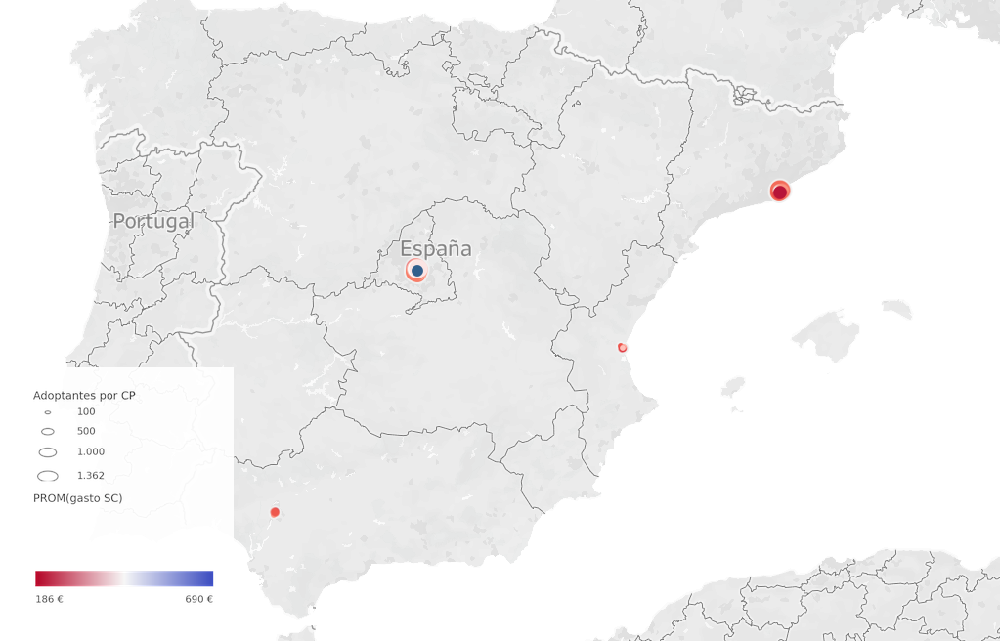 España
Portugal
Adoptantes por CP
100
500
1.000
1.362
PROM(gasto SC)
186 €
690 €